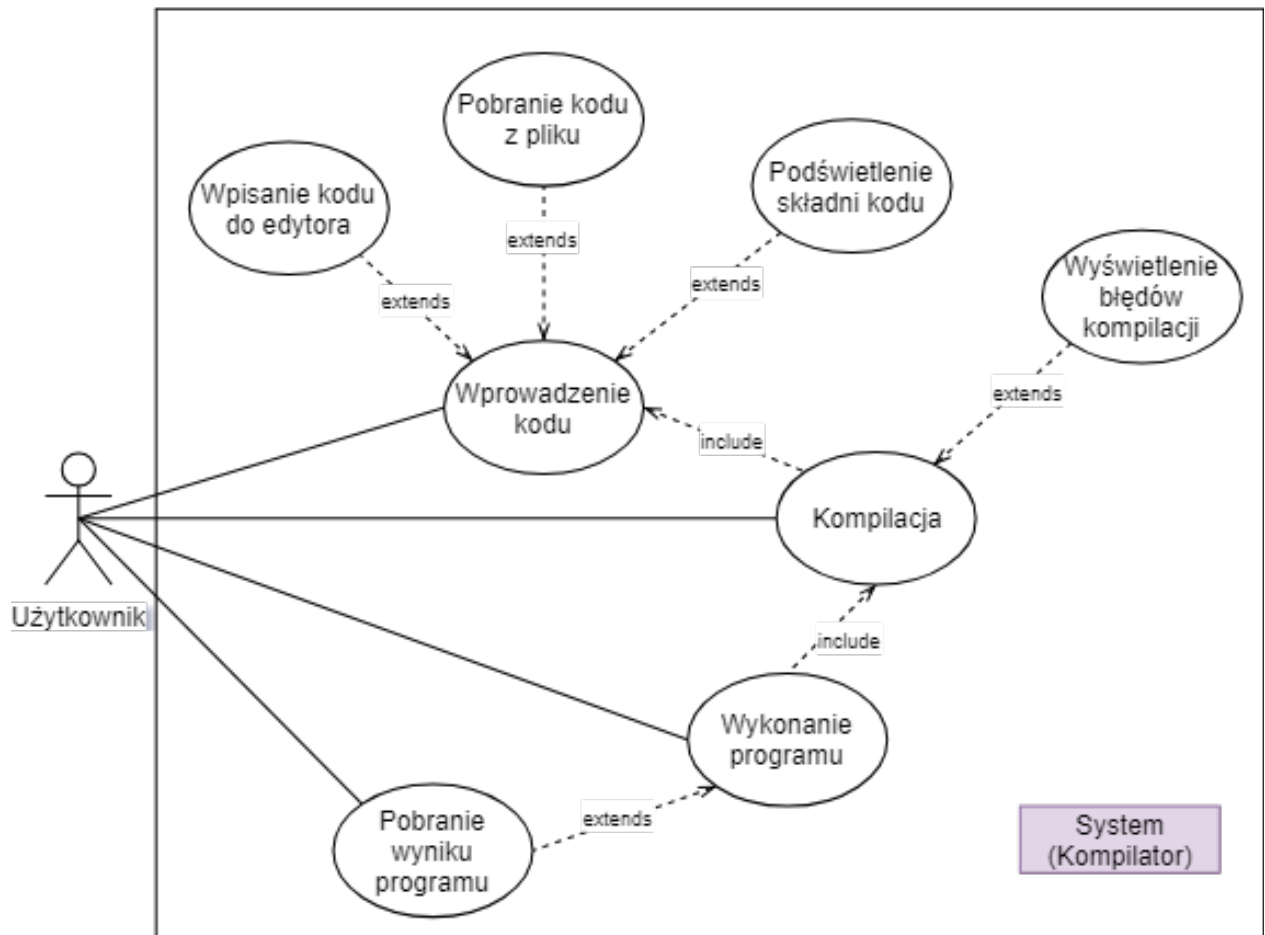 Pobranie kodu
z pliku
Wpisanie kodu
do edytora
Podświetlenie
składni kodu
Wyświetlenie
błędów
kompilacji
extends
extends
extends
extends
Wprowadzenie
kodu
include
Kompilacja
Użytkownik
include
Wykonanie
programu
extends
Pobranie
wyniku
programu
System
(Kompilator)